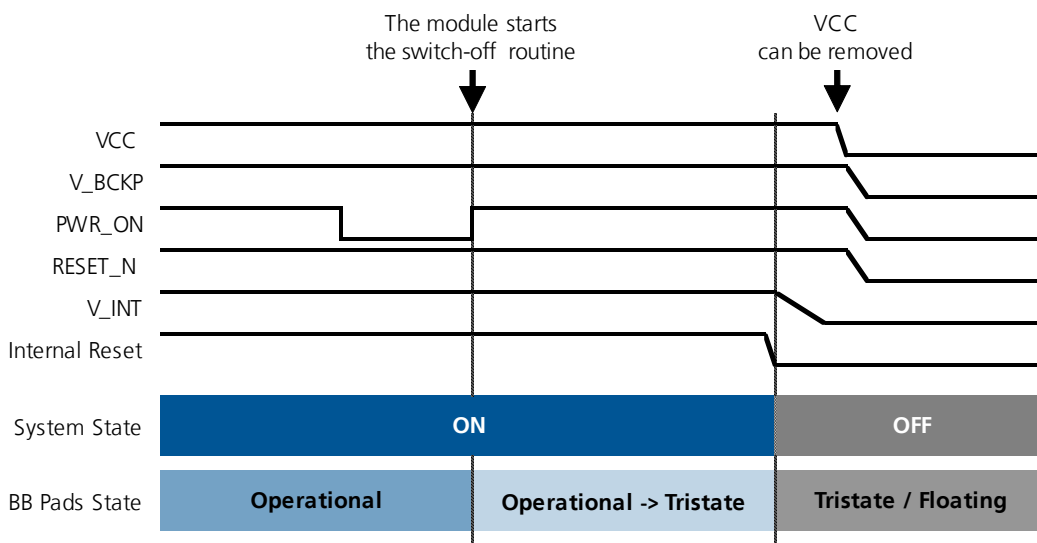 The module starts
the switch-off routine
VCC
can be removed
VCC
V_BCKP
PWR_ON
RESET_N
V_INT
Internal Reset
System State
ON
OFF
BB Pads State
Operational
Operational -> Tristate
Tristate / Floating